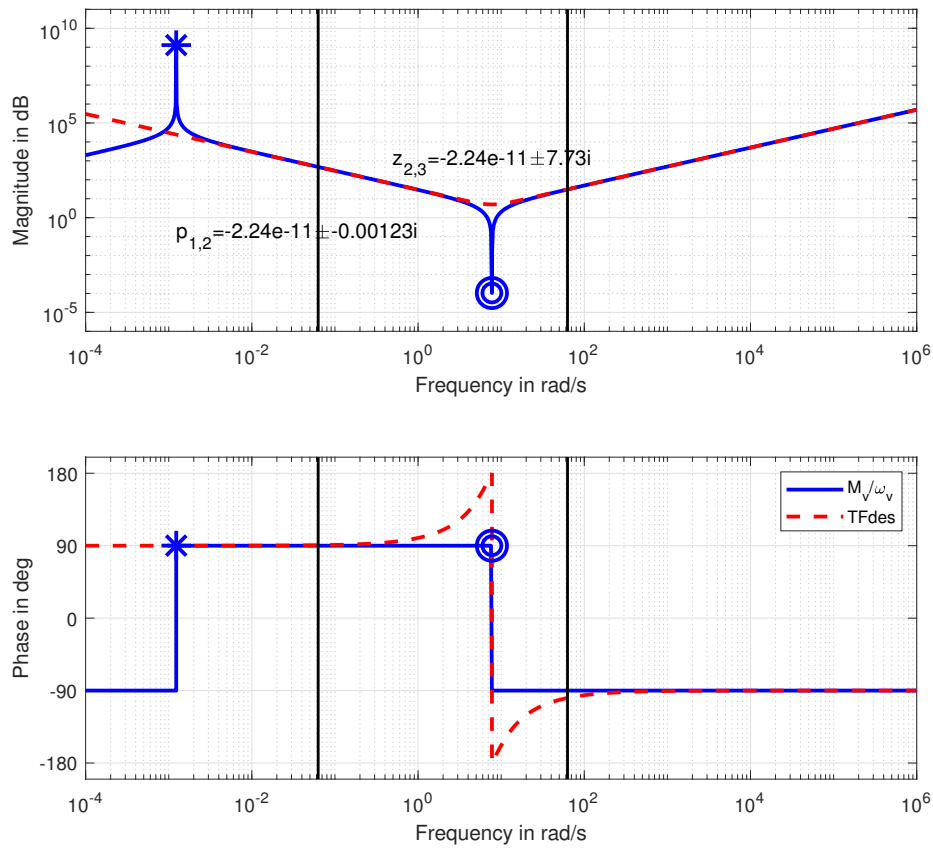 10^10
10^5
10^0
10^-5
Magnitude in dB
z_2,3=-2.24e-11±7.73i
p_1,2=-2.24e-11±-0.00123i
10^-4 10^-2 10^0 10^2 10^4 10^6
Frequency in rad/s
180
90
0
-90
-180
Phase in deg
M_v/ω_v
TFdes
10^-4 10^-2 10^0 10^2 10^4 10^6
Frequency in rad/s